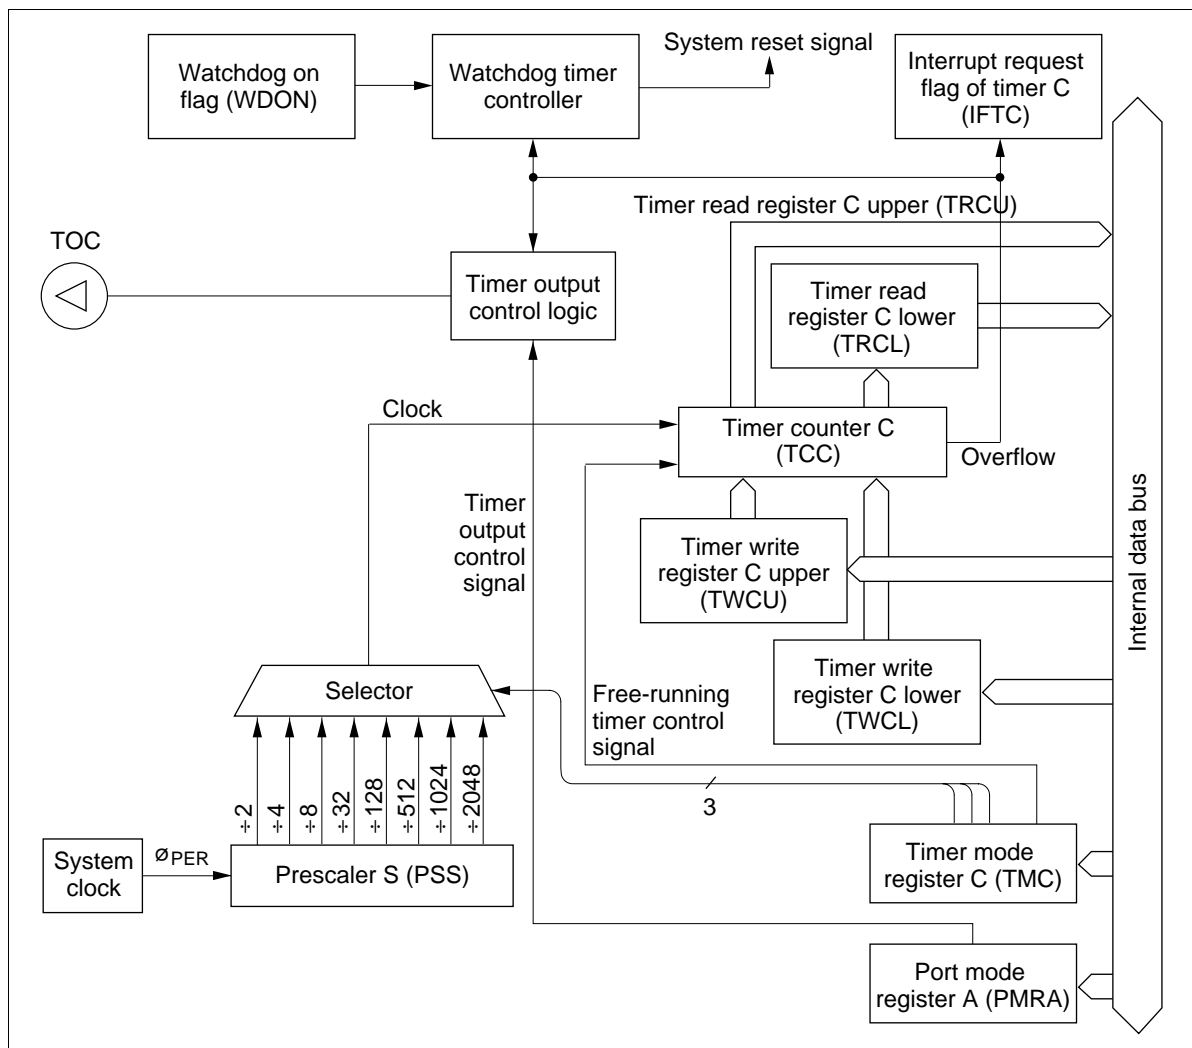 System reset signal
Watchdog on
flag (WDON)
Watchdog timer
controller
Interrupt request
flag of timer C
(IFTC)
Timer read register C upper (TRCU)
TOC
Timer output
control logic
Timer read
register C lower
(TRCL)
Clock
Timer counter C
(TCC)
Overflow
Timer
output
control
signal
Timer write
register C upper
(TWCU)
Internal data bus
Selector
Free-running
timer control
signal
Timer write
register C lower
(TWCL)
÷2
÷4
÷8
÷32
÷128
÷512
÷1024
÷2048
3
System
clock
øPER
Prescaler S (PSS)
Timer mode
register C (TMC)
Port mode
register A (PMRA)